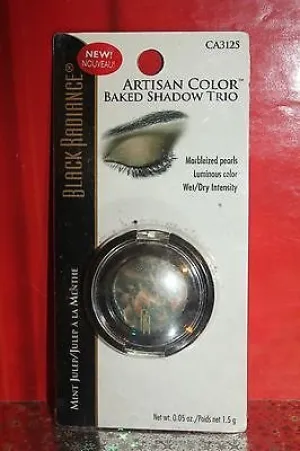 CA3125
NEW!
NOUVEAU!
ARTISAN COLOR™
BAKED SHADOW TRIO
BLACK RADIANCE®
Marbleized pearls
Luminous color
Wet/Dry Intensity
MINT JULEP/JULEP À LA MENTHE
Net wt. 0.05 oz./Poids net 1.5 g